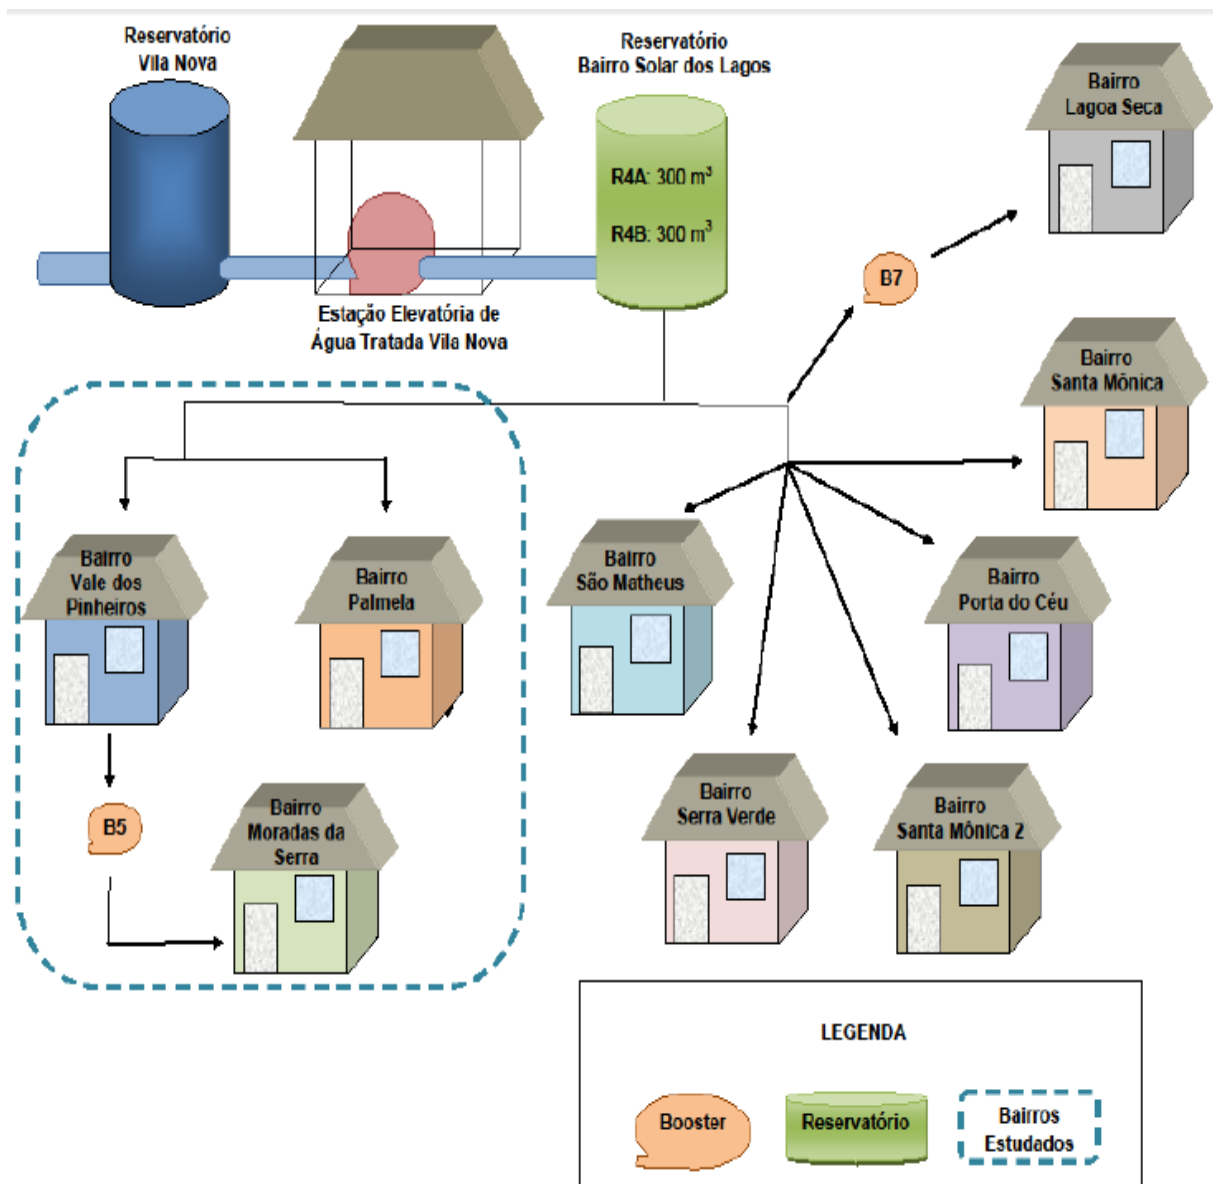 Reservatório
Vila Nova
Reservatório
Bairro Solar dos Lagos
R4A: 300 m³
R4B: 300 m³
Estação Elevatória de
Água Tratada Vila Nova
Bairro
Lagoa Seca
B7
Bairro
Santa Mônica
Bairro
Vale dos
Pinheiros
Bairro
Palmela
Bairro
São Matheus
Bairro
Porta do Céu
B5
Bairro
Moradas da
Serra
Bairro
Serra Verde
Bairro
Santa Mônica 2
LEGENDA
Booster
Reservatório
Bairros
Estudados